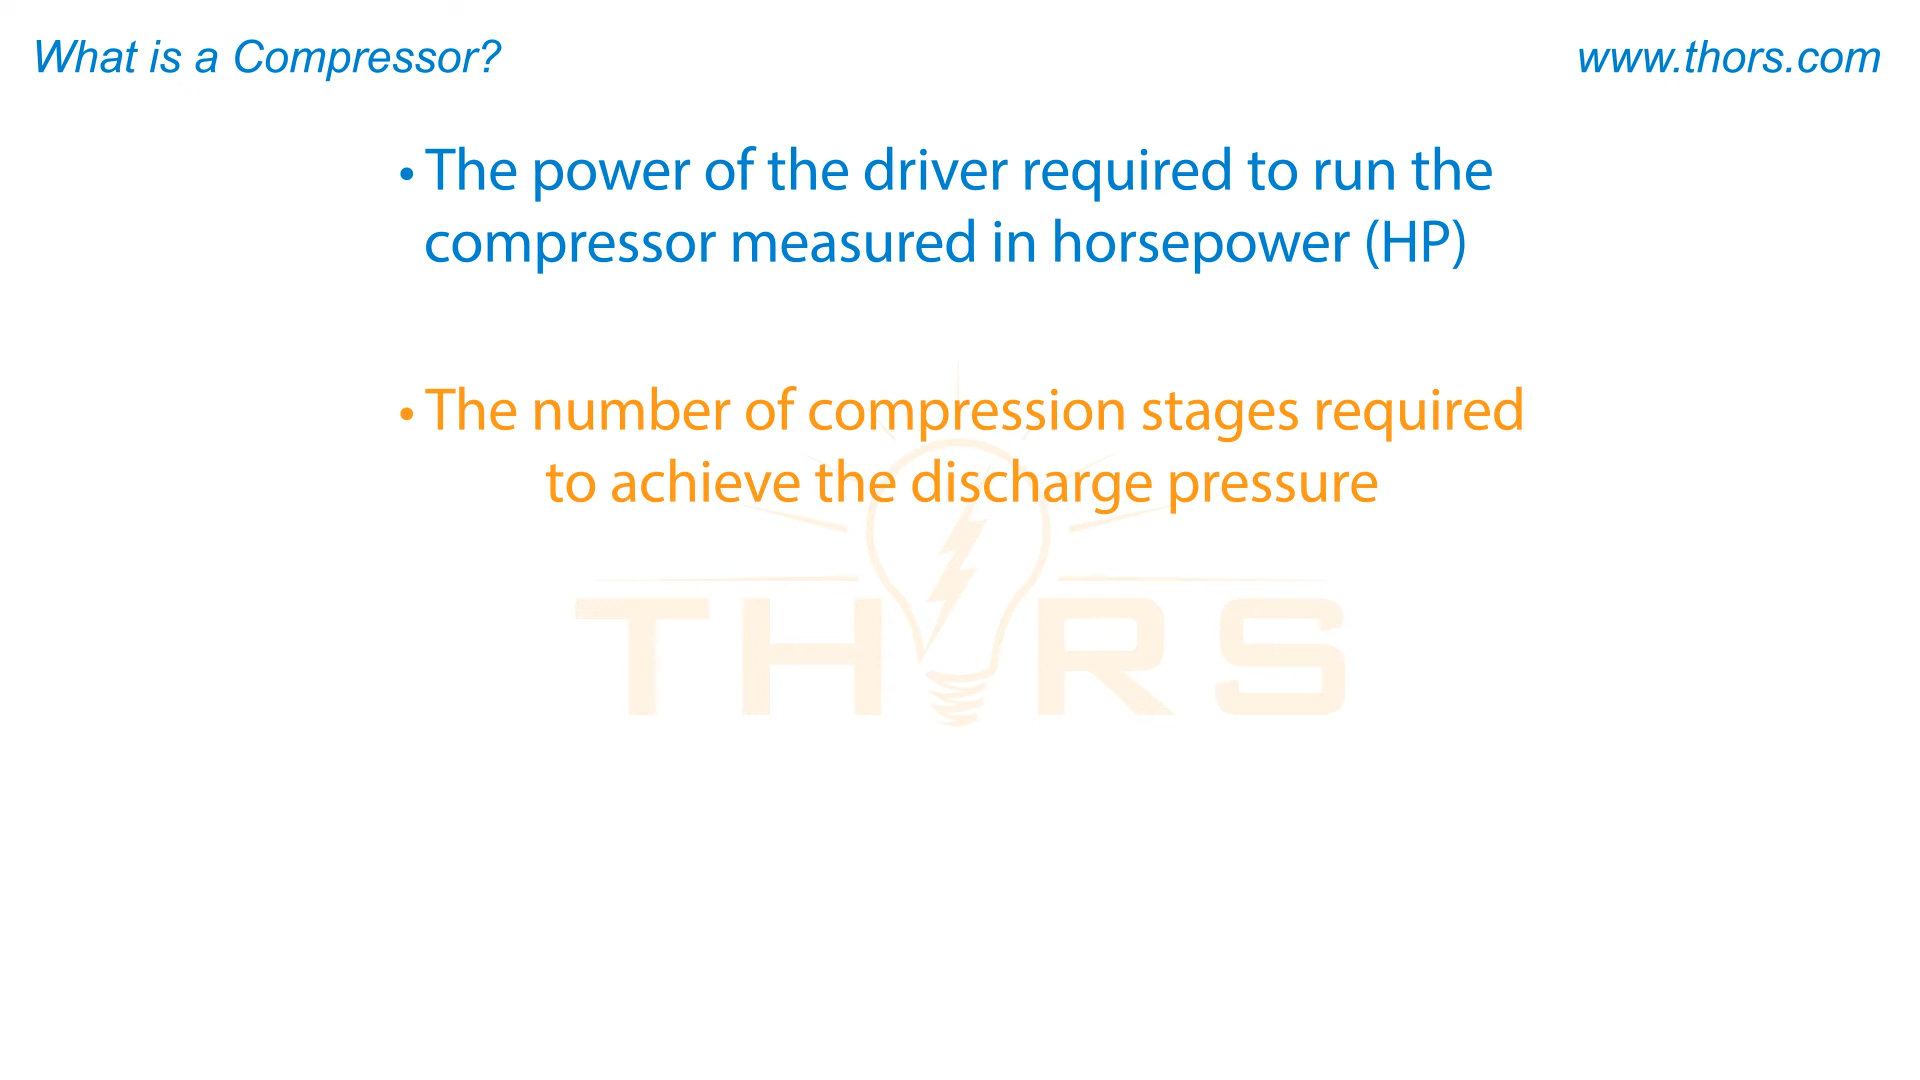 What is a Compressor?
www.thors.com
• The power of the driver required to run the
compressor measured in horsepower (HP)
• The number of compression stages required
to achieve the discharge pressure
THORS